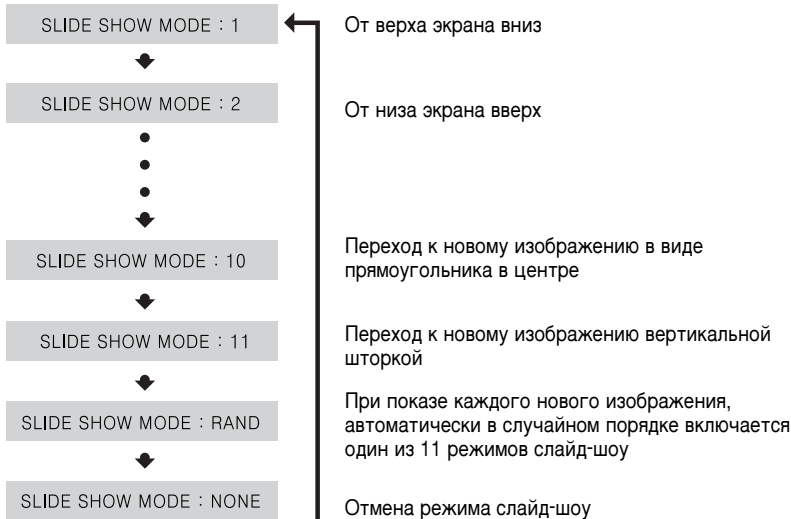 SLIDE SHOW MODE : 1
От верха экрана вниз
SLIDE SHOW MODE : 2
От низа экрана вверх
SLIDE SHOW MODE : 10
Переход к новому изображению в виде
прямоугольника в центре
SLIDE SHOW MODE : 11
Переход к новому изображению вертикальной
шторкой
SLIDE SHOW MODE : RAND
При показе каждого нового изображения,
автоматически в случайном порядке включается
один из 11 режимов слайд-шоу
SLIDE SHOW MODE : NONE
Отмена режима слайд-шоу